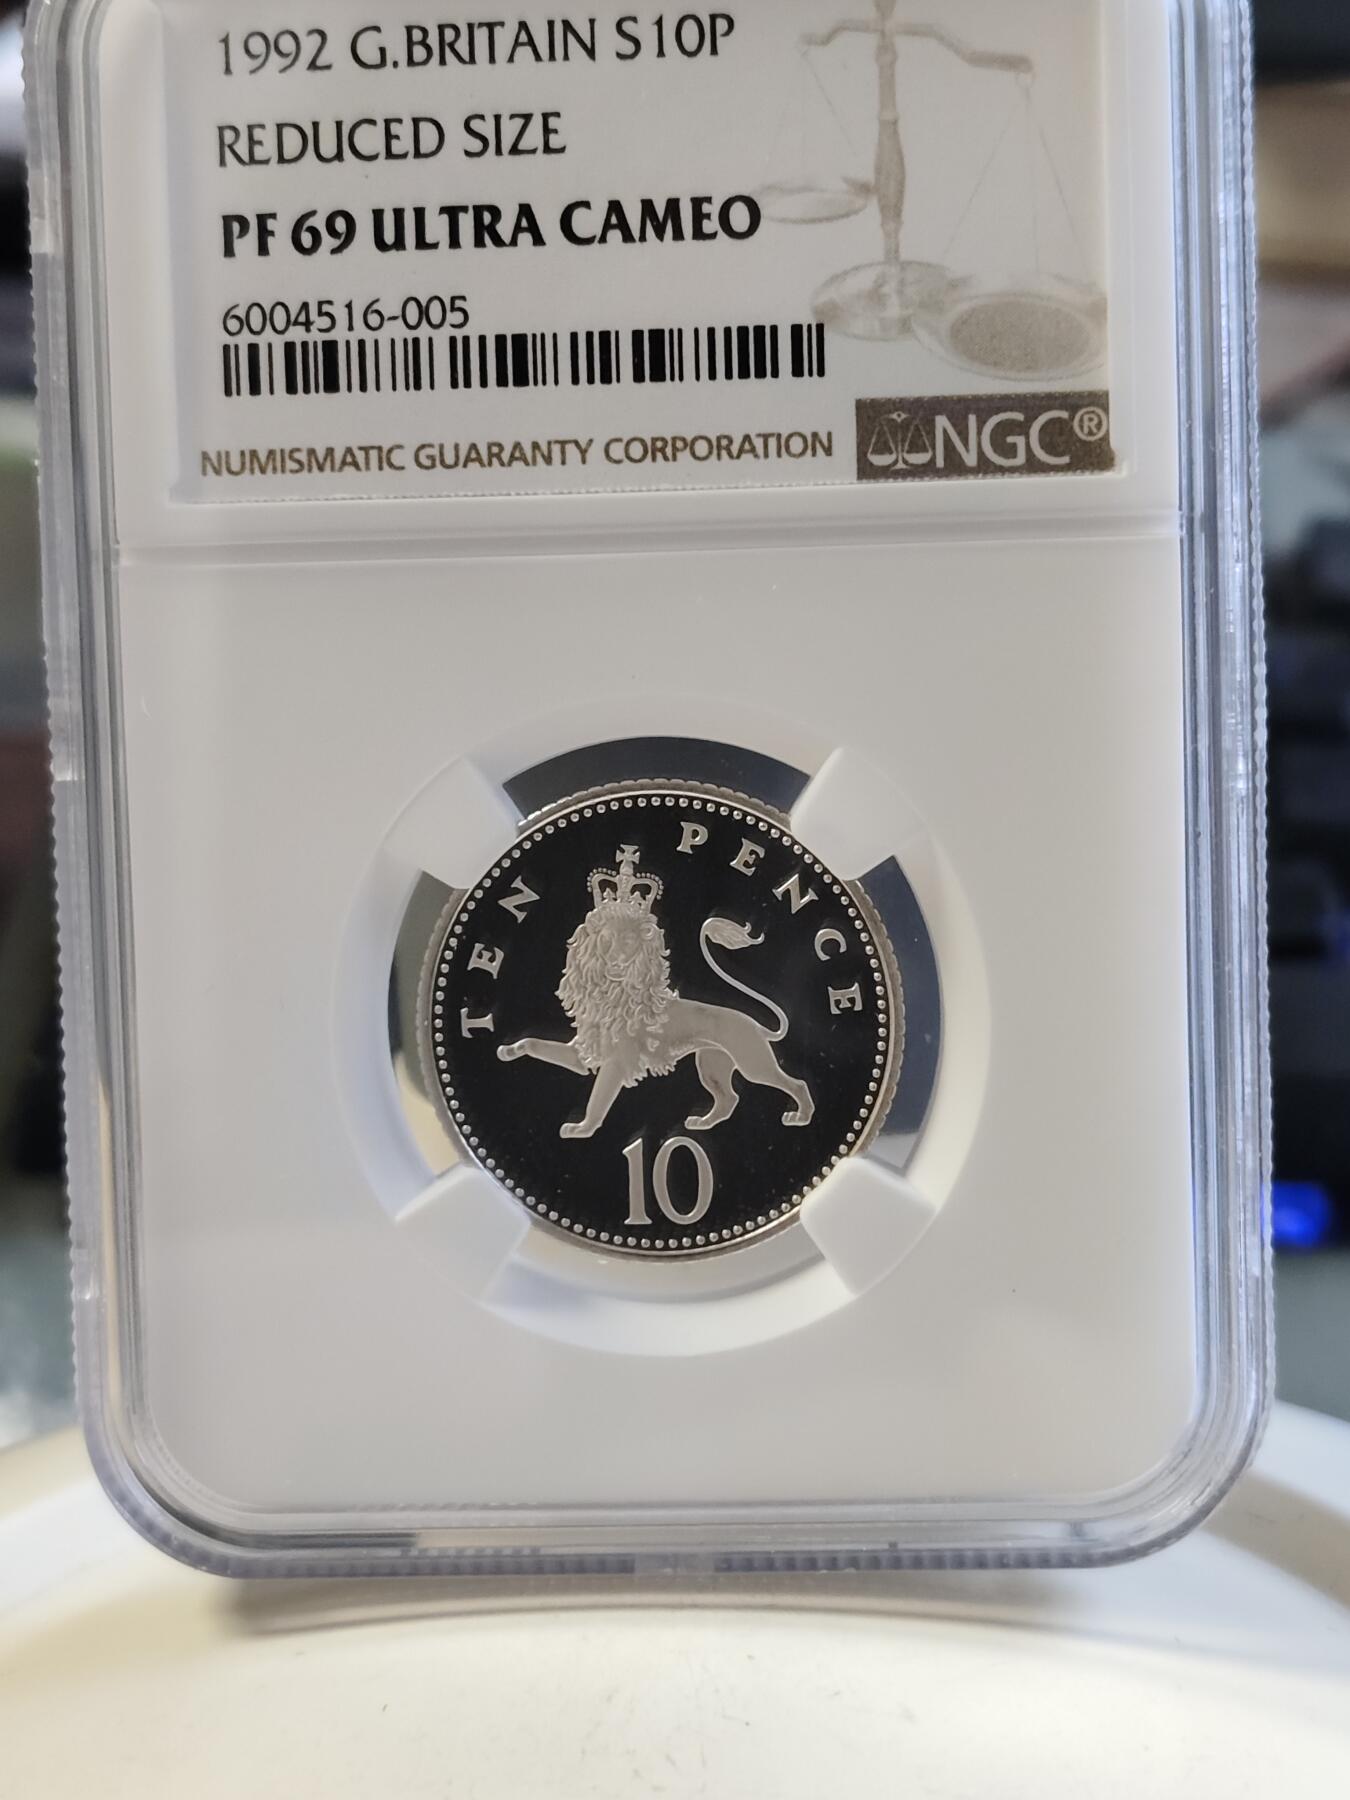 1992 G.BRITAIN S10P
REDUCED SIZE
PF 69 ULTRA CAMEO
6004516-005
NUMISMATIC GUARANTY CORPORATION
NGC®
TEN PENCE
10